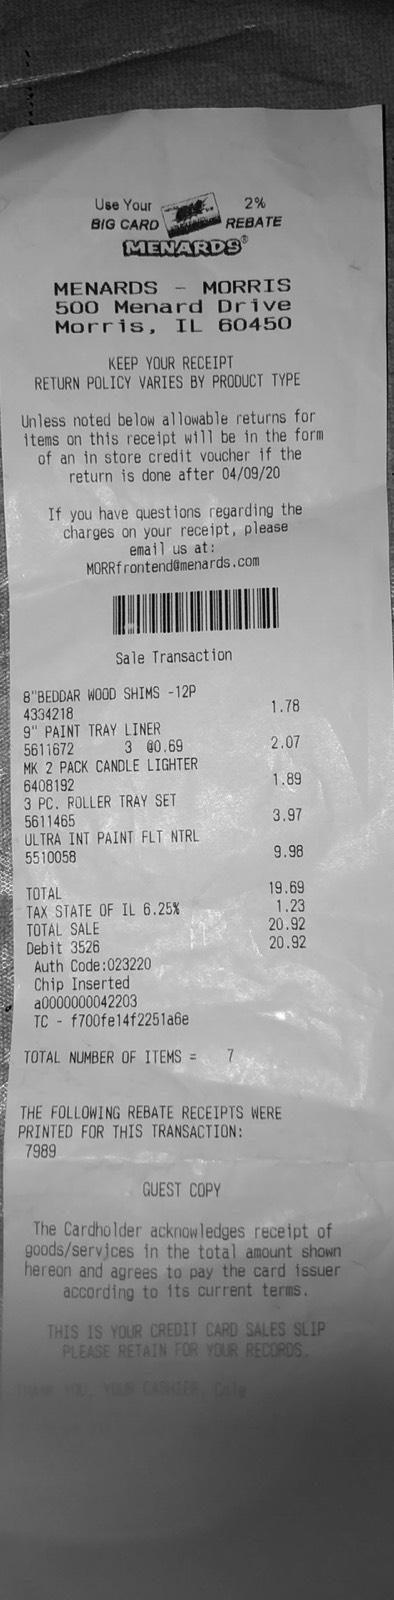 Use Your 2%
BIG CARD REBATE
MENARDS®
MENARDS - MORRIS
500 Menard Drive
Morris, IL 60450
KEEP YOUR RECEIPT
RETURN POLICY VARIES BY PRODUCT TYPE
Unless noted below allowable returns for
items on this receipt will be in the form
of an in store credit voucher if the
return is done after 04/09/20
If you have questions regarding the
charges on your receipt, please
email us at:
MORRfrontend@menards.com
Sale Transaction
8"BEDDAR WOOD SHIMS -12P
4334218 1.78
9" PAINT TRAY LINER
5611672 3 @0.69 2.07
MK 2 PACK CANDLE LIGHTER
6408192 1.89
3 PC. ROLLER TRAY SET
5611465 3.97
ULTRA INT PAINT FLT NTRL
5510058 9.98
TOTAL 19.69
TAX STATE OF IL 6.25% 1.23
TOTAL SALE 20.92
Debit 3526 20.92
Auth Code:023220
Chip Inserted
a0000000042203
TC - f700fe14f2251a6e
TOTAL NUMBER OF ITEMS = 7
THE FOLLOWING REBATE RECEIPTS WERE
PRINTED FOR THIS TRANSACTION:
7989
GUEST COPY
The Cardholder acknowledges receipt of
goods/services in the total amount shown
hereon and agrees to pay the card issuer
according to its current terms.
THIS IS YOUR CREDIT CARD SALES SLIP
PLEASE RETAIN FOR YOUR RECORDS.
THANK YOU, YOUR CASHIER, Cole